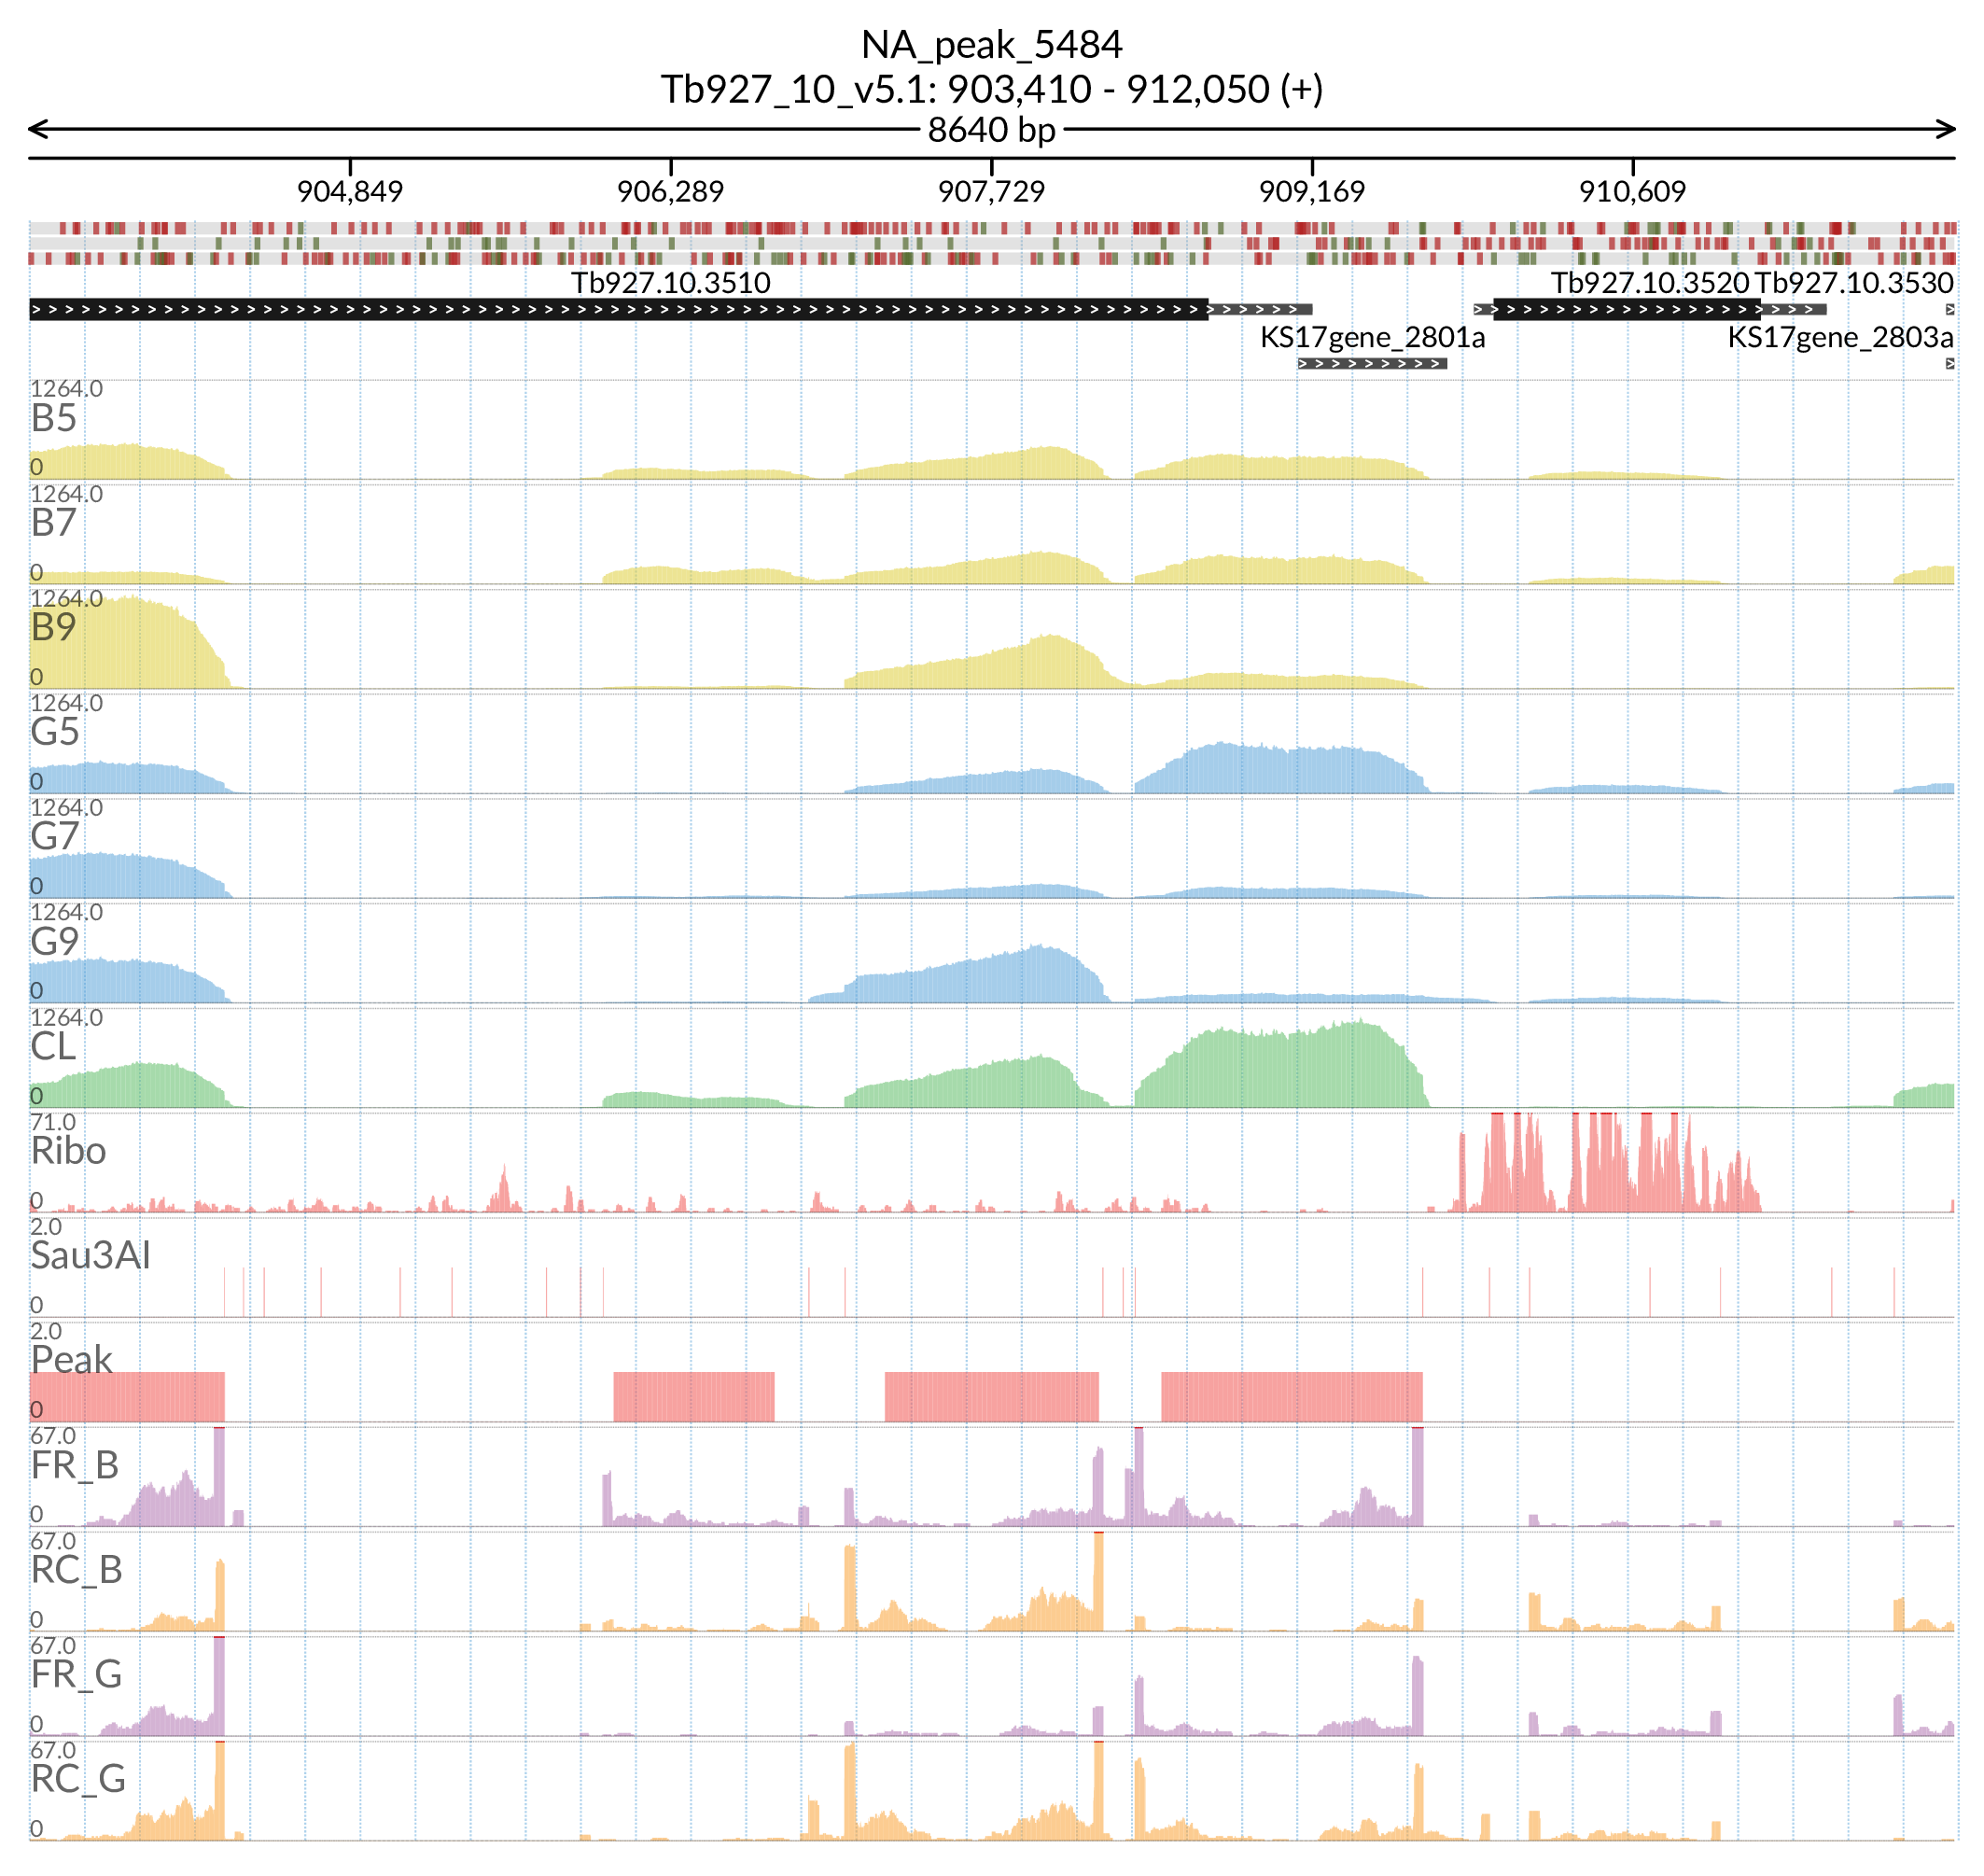 NA_peak_5484
Tb927_10_v5.1: 903,410 - 912,050 (+)
8640 bp
904,849 906,289 907,729 909,169 910,609
Tb927.10.3510 Tb927.10.3520 Tb927.10.3530
KS17gene_2801a KS17gene_2803a
1264.0
B5
0
1264.0
B7
0
1264.0
B9
0
1264.0
G5
0
1264.0
G7
0
1264.0
G9
0
1264.0
CL
0
71.0
Ribo
0
2.0
Sau3AI
0
2.0
Peak
0
67.0
FR_B
0
67.0
RC_B
0
67.0
FR_G
0
67.0
RC_G
0